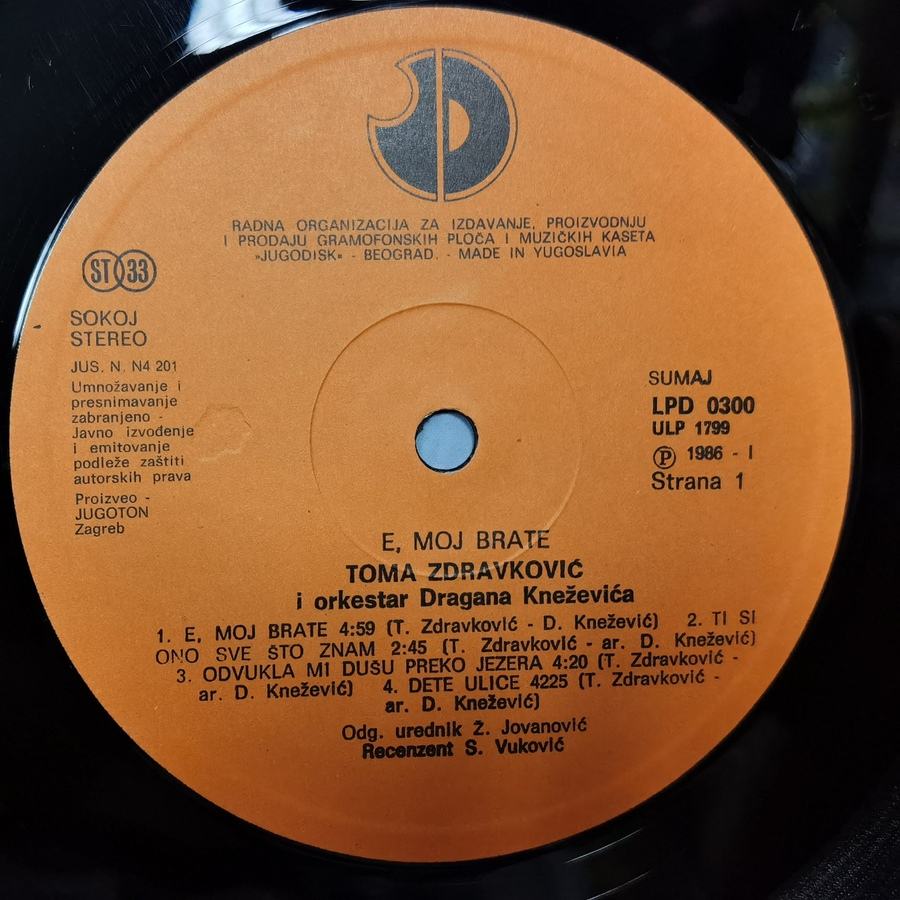 RADNA ORGANIZACIJA ZA IZDAVANJE, PROIZVODNJU
I PRODAJU GRAMOFONSKIH PLOČA I MUZIČKIH KASETA
»JUGODISK« - BEOGRAD. - MADE IN YUGOSLAVIA
ST 33
SOKOJ
STEREO
JUS. N. N4 201
Umnožavanje i
presnimavanje
zabranjeno -
Javno izvođenje
i emitovanje
podleže zaštiti
autorskih prava
Proizveo -
JUGOTON
Zagreb
SUMAJ
LPD 0300
ULP 1799
Ⓟ 1986 - I
Strana 1
E, MOJ BRATE
TOMA ZDRAVKOVIĆ
i orkestar Dragana Kneževića
1. E, MOJ BRATE 4:59 (T. Zdravković - D. Knežević) 2. TI SI
ONO SVE ŠTO ZNAM 2:45 (T. Zdravković - ar. D. Knežević)
3. ODVUKLA MI DUŠU PREKO JEZERA 4:20 (T. Zdravković -
ar. D. Knežević) 4. DETE ULICE 4225 (T. Zdravković -
ar. D. Knežević)
Odg. urednik Ž. Jovanović
Recenzent S. Vuković